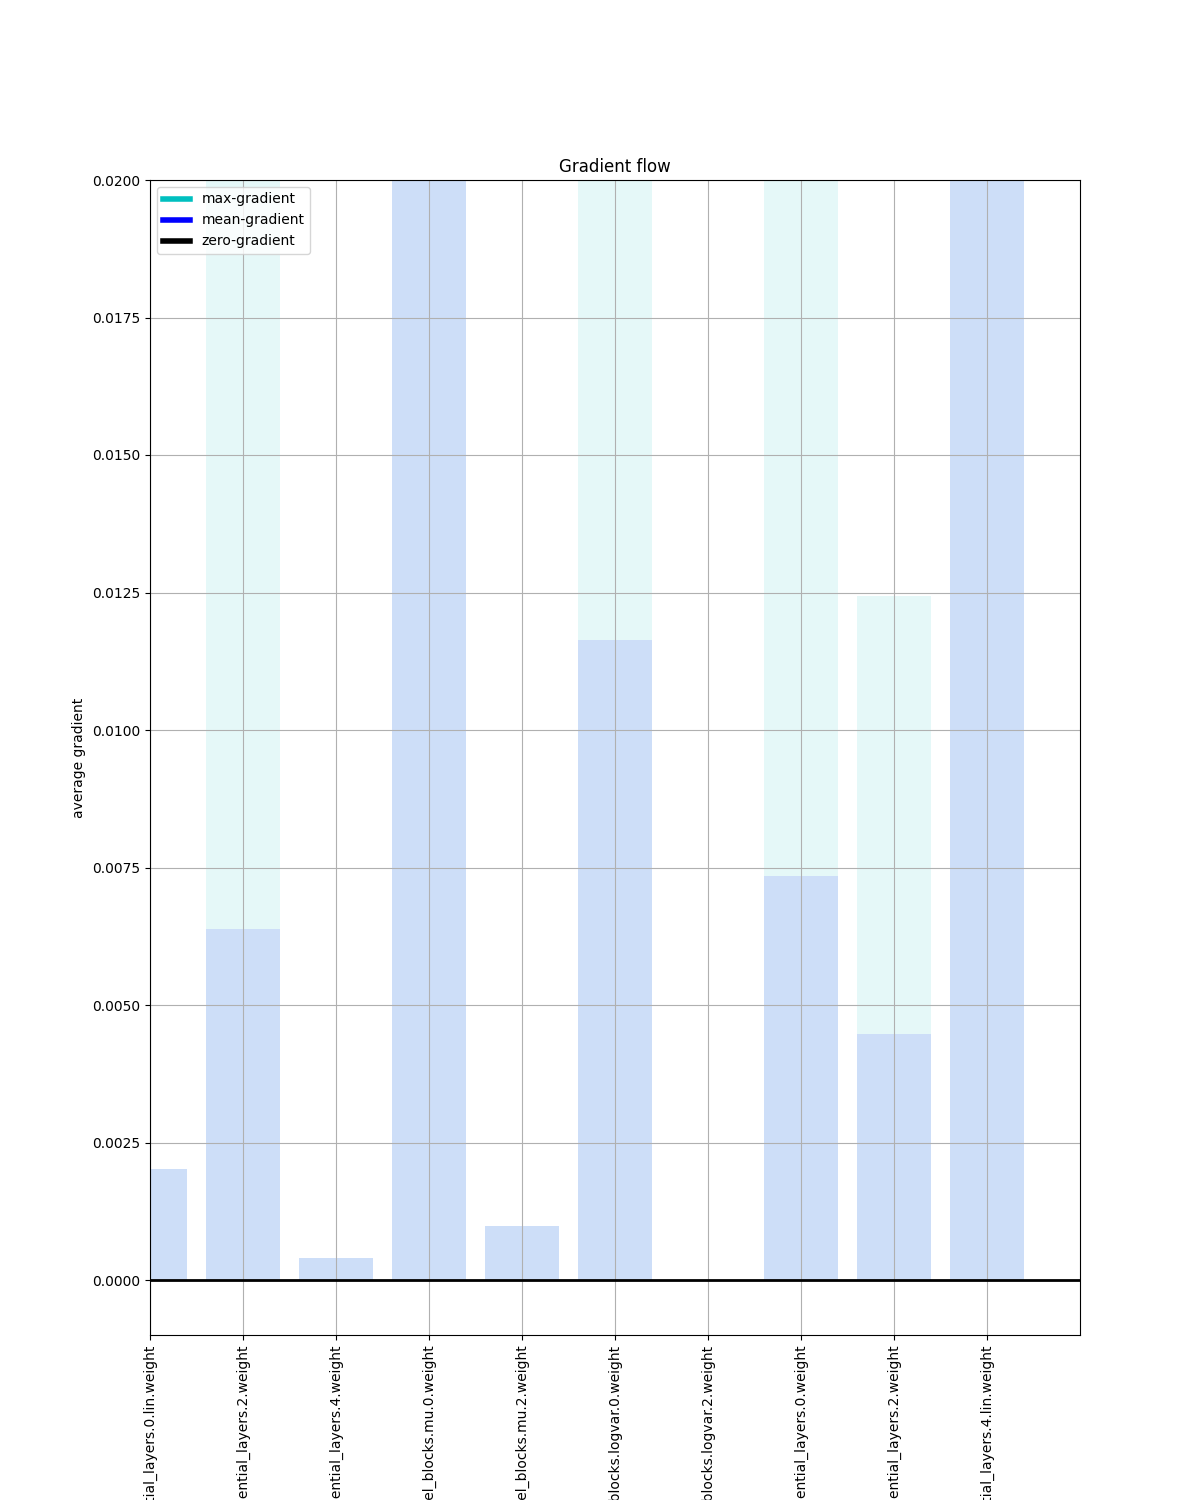 Gradient flow
max-gradient
mean-gradient
zero-gradient
0.0200
0.0175
0.0150
0.0125
0.0100
0.0075
0.0050
0.0025
0.0000
average gradient
tial_layers.0.lin.weight
ential_layers.2.weight
ential_layers.4.weight
el_blocks.mu.0.weight
el_blocks.mu.2.weight
blocks.logvar.0.weight
blocks.logvar.2.weight
ential_layers.0.weight
ential_layers.2.weight
tial_layers.4.lin.weight